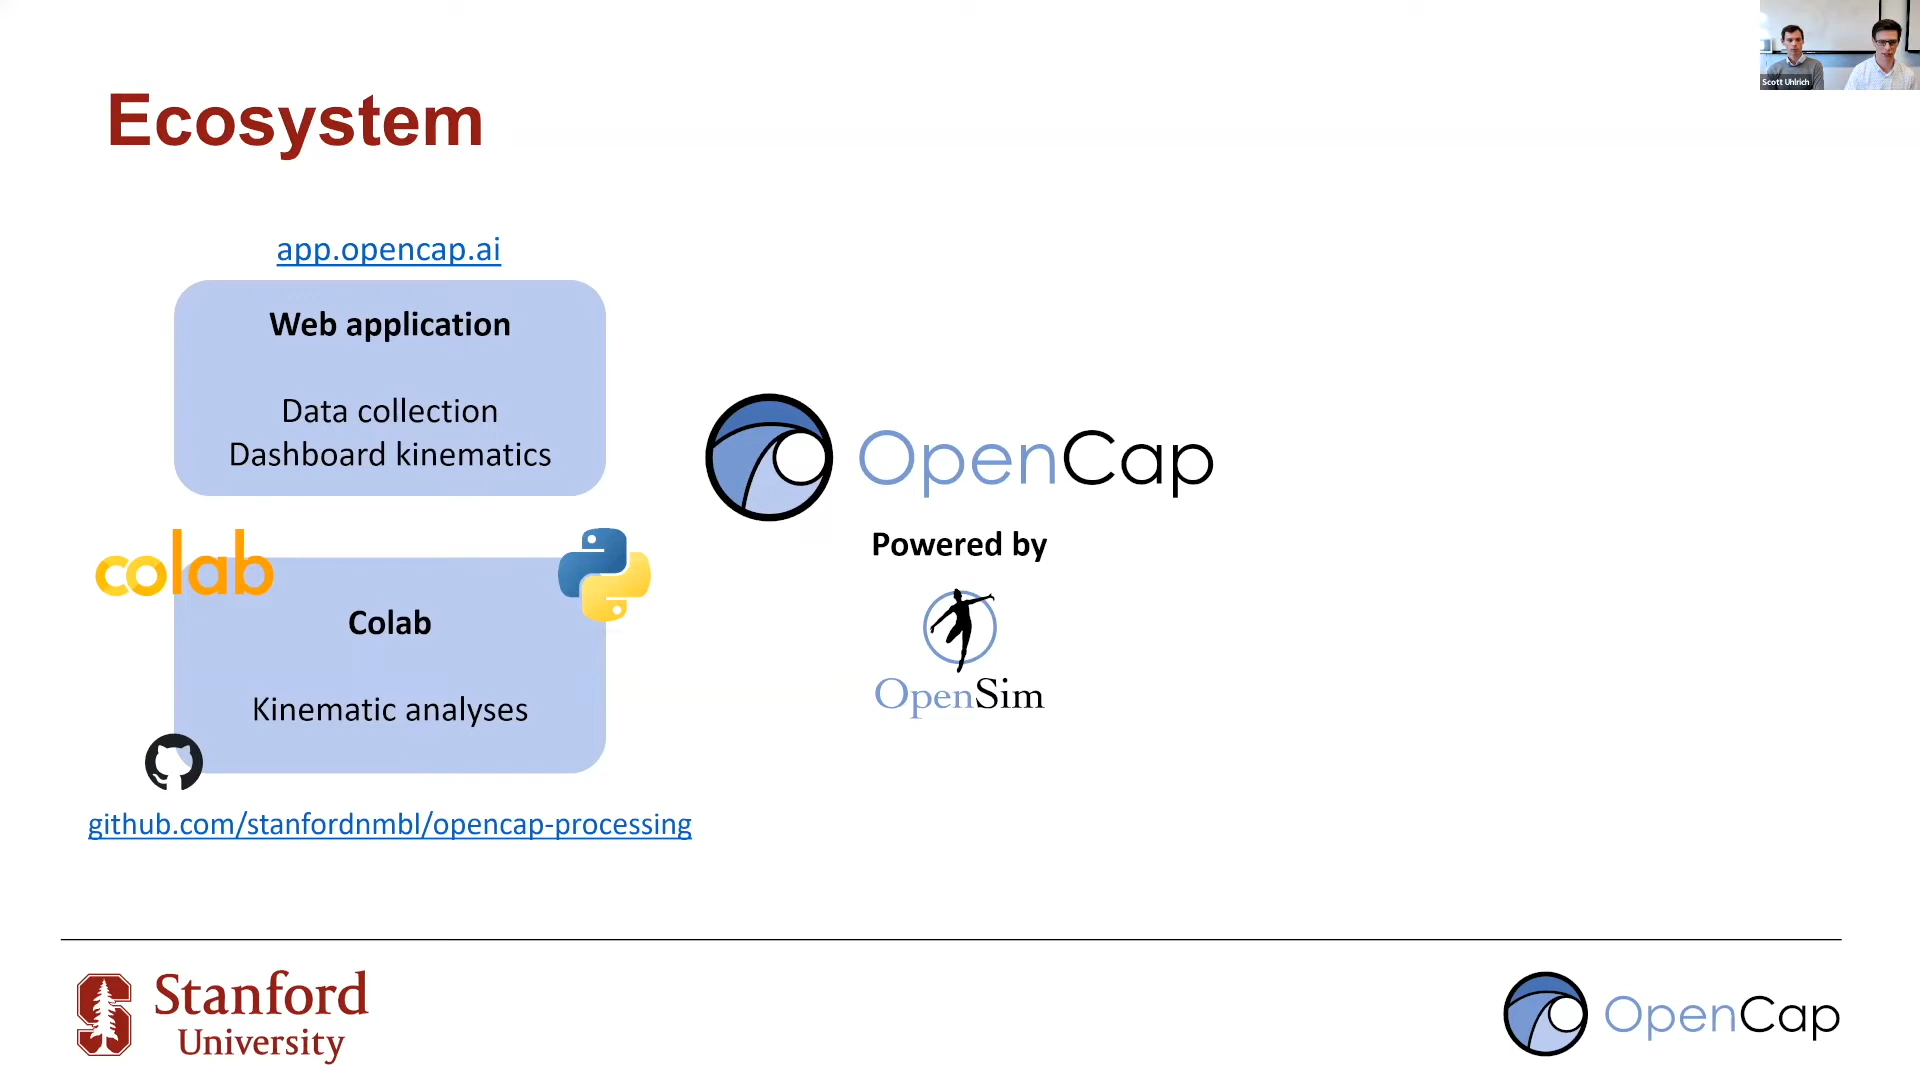 Scott Uhlrich
Ecosystem
app.opencap.ai
Web application
Data collection
Dashboard kinematics
colab
Colab
Kinematic analyses
github.com/stanfordnmbl/opencap-processing
OpenCap
Powered by
OpenSim
Stanford
University
OpenCap